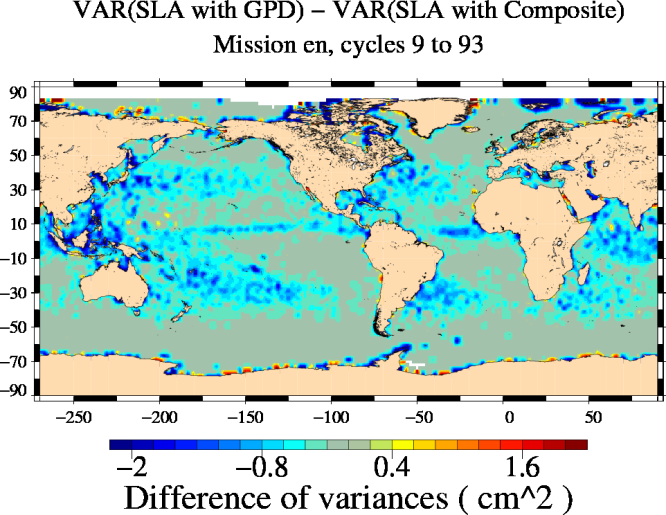 VAR(SLA with GPD) − VAR(SLA with Composite)
Mission en, cycles 9 to 93
90
70
50
30
10
−10
−30
−50
−70
−90
−250 −200 −150 −100 −50 0 50
−2 −0.8 0.4 1.6
Difference of variances ( cm^2 )